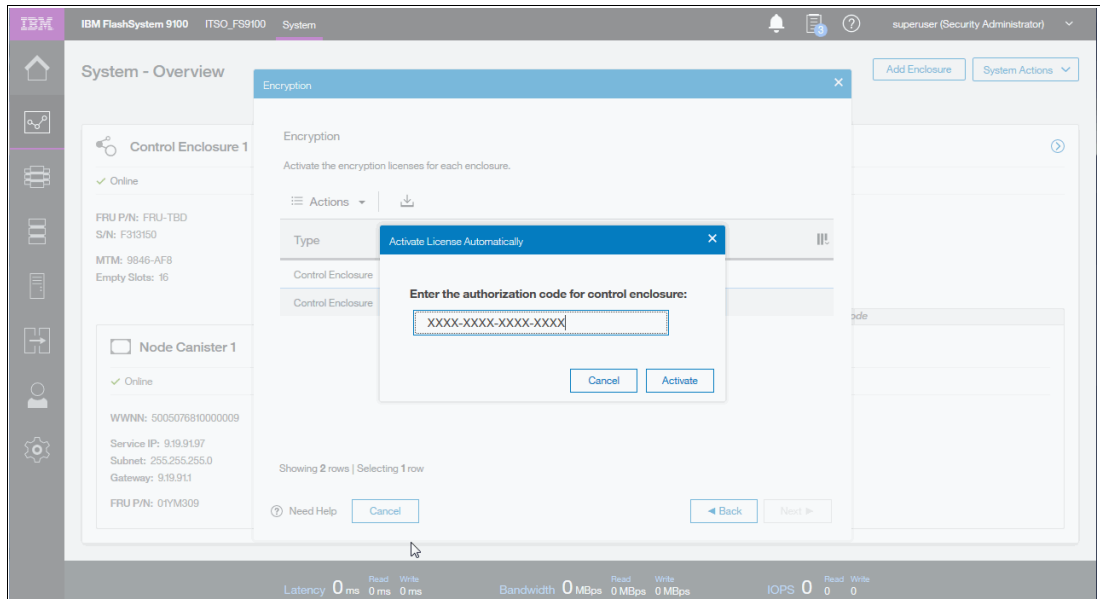 IBM
IBM FlashSystem 9100 ITSO_FS9100 System
3
?
superuser (Security Administrator)
System - Overview
Add Enclosure
System Actions
Encryption
Control Enclosure 1
Online
FRU P/N: FRU-TBD
S/N: F313150
MTM: 9846-AF8
Empty Slots: 16
Node Canister 1
Online
WWNN: 5005076810000009
Service IP: 9.19.91.97
Subnet: 255.255.255.0
Gateway: 9.19.91.1
FRU P/N: 01YM309
Encryption
Activate the encryption licenses for each enclosure.
Actions
Type
Control Enclosure
Control Enclosure
Activate License Automatically
Enter the authorization code for control enclosure:
XXXX-XXXX-XXXX-XXXX
Cancel
Activate
Showing 2 rows | Selecting 1 row
? Need Help
Cancel
Back
Next
Read Write
Latency 0 ms 0 ms 0 ms
Read Write
Bandwidth 0 MBps 0 MBps 0 MBps
Read Write
IOPS 0 0 0